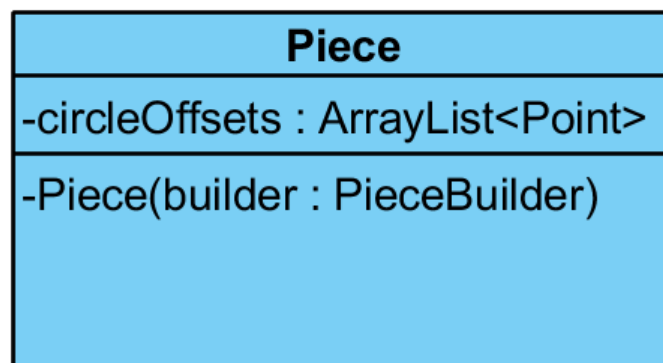 Piece
-circleOffsets : ArrayList<Point>
-Piece(builder : PieceBuilder)